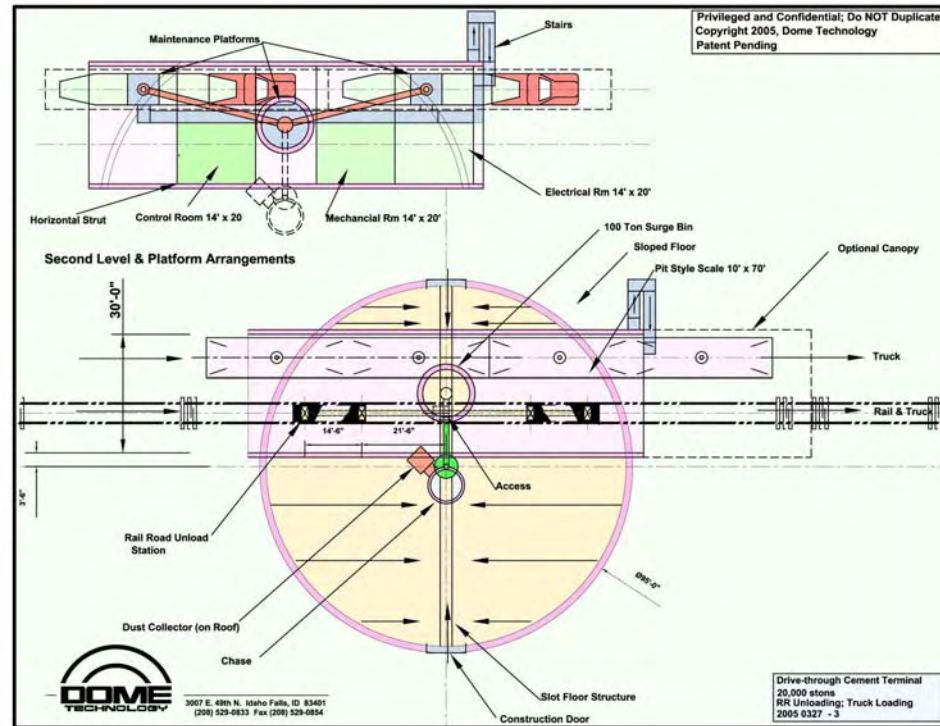 Privileged and Confidential; Do NOT Duplicate
Copyright 2005, Dome Technology
Patent Pending
Stairs
Maintenance Platforms
Electrical Rm 14' x 20'
Horizontal Strut
Control Room 14' x 20
Mechancial Rm 14' x 20'
100 Ton Surge Bin
Sloped Floor
Optional Canopy
Second Level & Platform Arrangements
Pit Style Scale 10' x 70'
30'-0"
Truck
Rail & Truck
14'-6"
21'-6"
3'-6"
Access
Rail Road Unload
Station
Ø95'-0"
Dust Collector (on Roof)
Chase
Slot Floor Structure
Construction Door
DOME
TECHNOLOGY
3007 E. 49th N. Idaho Falls, ID 83401
(208) 529-0833 Fax (208) 529-0854
Drive-through Cement Terminal
20,000 stons
RR Unloading; Truck Loading
2005 0327 - 3